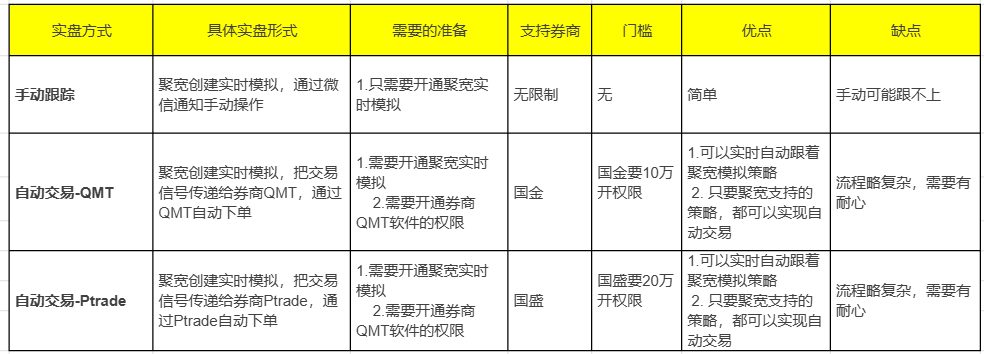 实盘方式
具体实盘形式
需要的准备
支持券商
门槛
优点
缺点
手动跟踪
聚宽创建实时模拟，通过微
信通知手动操作
1.只需要开通聚宽实
时模拟
无限制
无
简单
手动可能跟不上
自动交易-QMT
聚宽创建实时模拟，把交易
信号传递给券商QMT，通过
QMT自动下单
1.需要开通聚宽实时
模拟
2.需要开通券商
QMT软件的权限
国金
国金要10万
开权限
1.可以实时自动跟着
聚宽模拟策略
2. 只要聚宽支持的
策略，都可以实现自
动交易
流程略复杂，需要有
耐心
自动交易-Ptrade
聚宽创建实时模拟，把交易
信号传递给券商Ptrade，通
过Ptrade自动下单
1.需要开通聚宽实时
模拟
2.需要开通券商
QMT软件的权限
国盛
国盛要20万
开权限
1.可以实时自动跟着
聚宽模拟策略
2. 只要聚宽支持的
策略，都可以实现自
动交易
流程略复杂，需要有
耐心